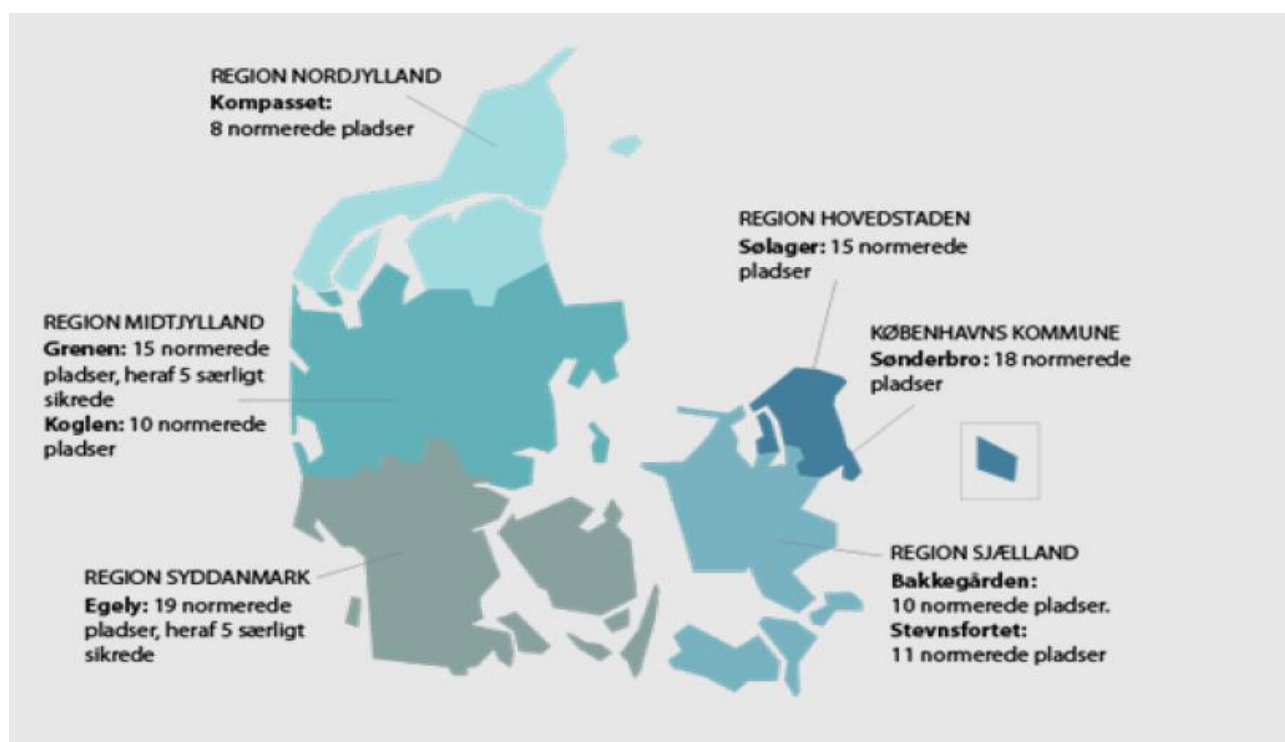 REGION NORDJYLLAND
Kompasset:
8 normerede pladser
REGION HOVEDSTADEN
Sølager: 15 normerede
pladser
REGION MIDTJYLLAND
Grenen: 15 normerede
pladser, heraf 5 særligt
sikrede
Koglen: 10 normerede
pladser
KØBENHAVNS KOMMUNE
Sønderbro: 18 normerede
pladser
REGION SYDDANMARK
Egely: 19 normerede
pladser, heraf 5 særligt
sikrede
REGION SJÆLLAND
Bakkegården:
10 normerede pladser.
Stevnsfortet:
11 normerede pladser